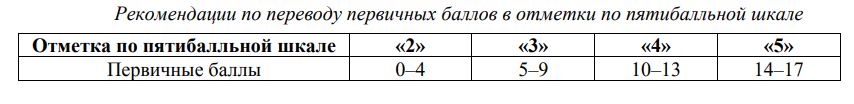 Рекомендации по переводу первичных баллов в отметки по пятибалльной шкале
Отметка по пятибалльной шкале «2» «3» «4» «5»
Первичные баллы 0–4 5–9 10–13 14–17